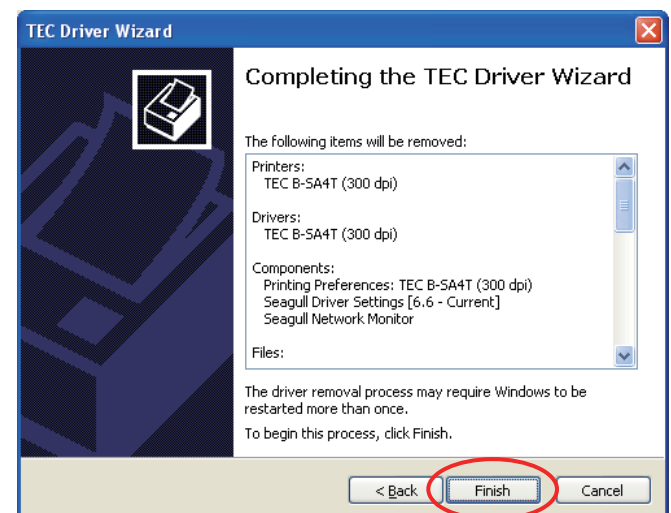 TEC Driver Wizard
Completing the TEC Driver Wizard
The following items will be removed:
Printers:
TEC B-SA4T (300 dpi)
Drivers:
TEC B-SA4T (300 dpi)
Components:
Printing Preferences: TEC B-SA4T (300 dpi)
Seagull Driver Settings [6.6 - Current]
Seagull Network Monitor
Files:
The driver removal process may require Windows to be
restarted more than once.
To begin this process, click Finish.
< Back Finish Cancel